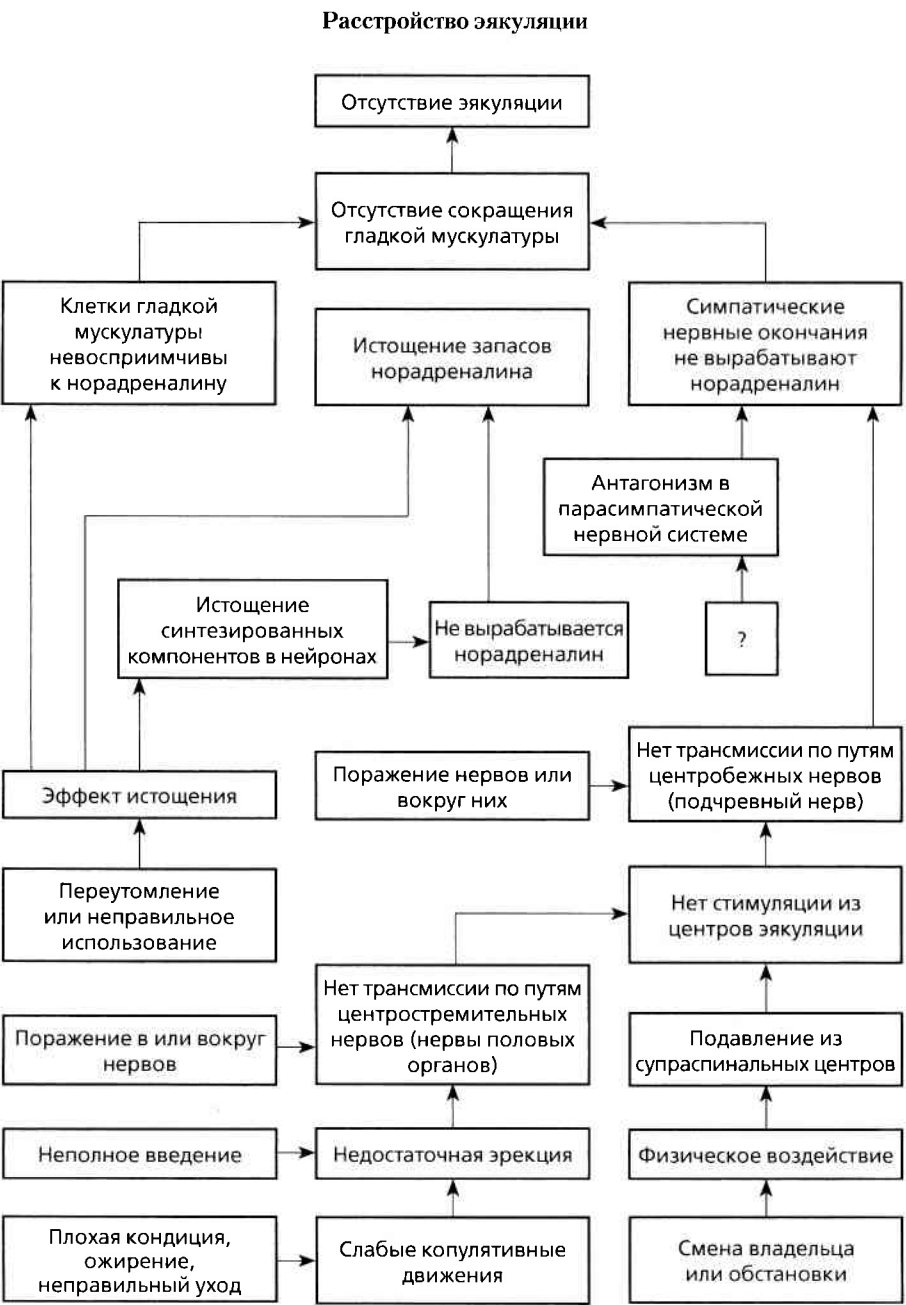 Расстройство эякуляции
Отсутствие эякуляции
Отсутствие сокращения
гладкой мускулатуры
Клетки гладкой
мускулатуры
невосприимчивы
к норадреналину
Истощение запасов
норадреналина
Симпатические
нервные окончания
не вырабатывают
норадреналин
Антагонизм в
парасимпатической
нервной системе
Истощение
синтезированных
компонентов в нейронах
Не вырабатывается
норадреналин
?
Эффект истощения
Поражение нервов или
вокруг них
Нет трансмиссии по путям
центробежных нервов
(подчревный нерв)
Переутомление
или неправильное
использование
Нет стимуляции из
центров эякуляции
Поражение в или вокруг
нервов
Нет трансмиссии по путям
центростремительных
нервов (нервы половых
органов)
Подавление из
супраспинальных центров
Неполное введение
Недостаточная эрекция
Физическое воздействие
Плохая кондиция,
ожирение,
неправильный уход
Слабые копулятивные
движения
Смена владельца
или обстановки